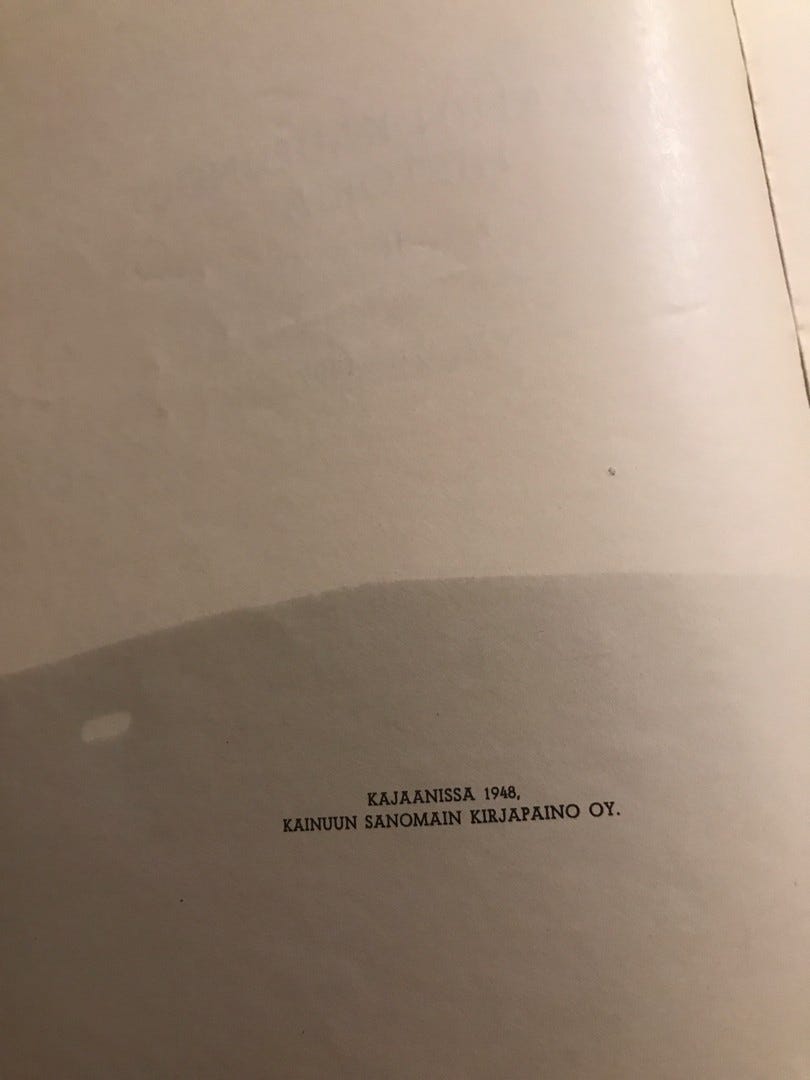 KAJAANISSA 1948,
KAINUUN SANOMAIN KIRJAPAINO OY.